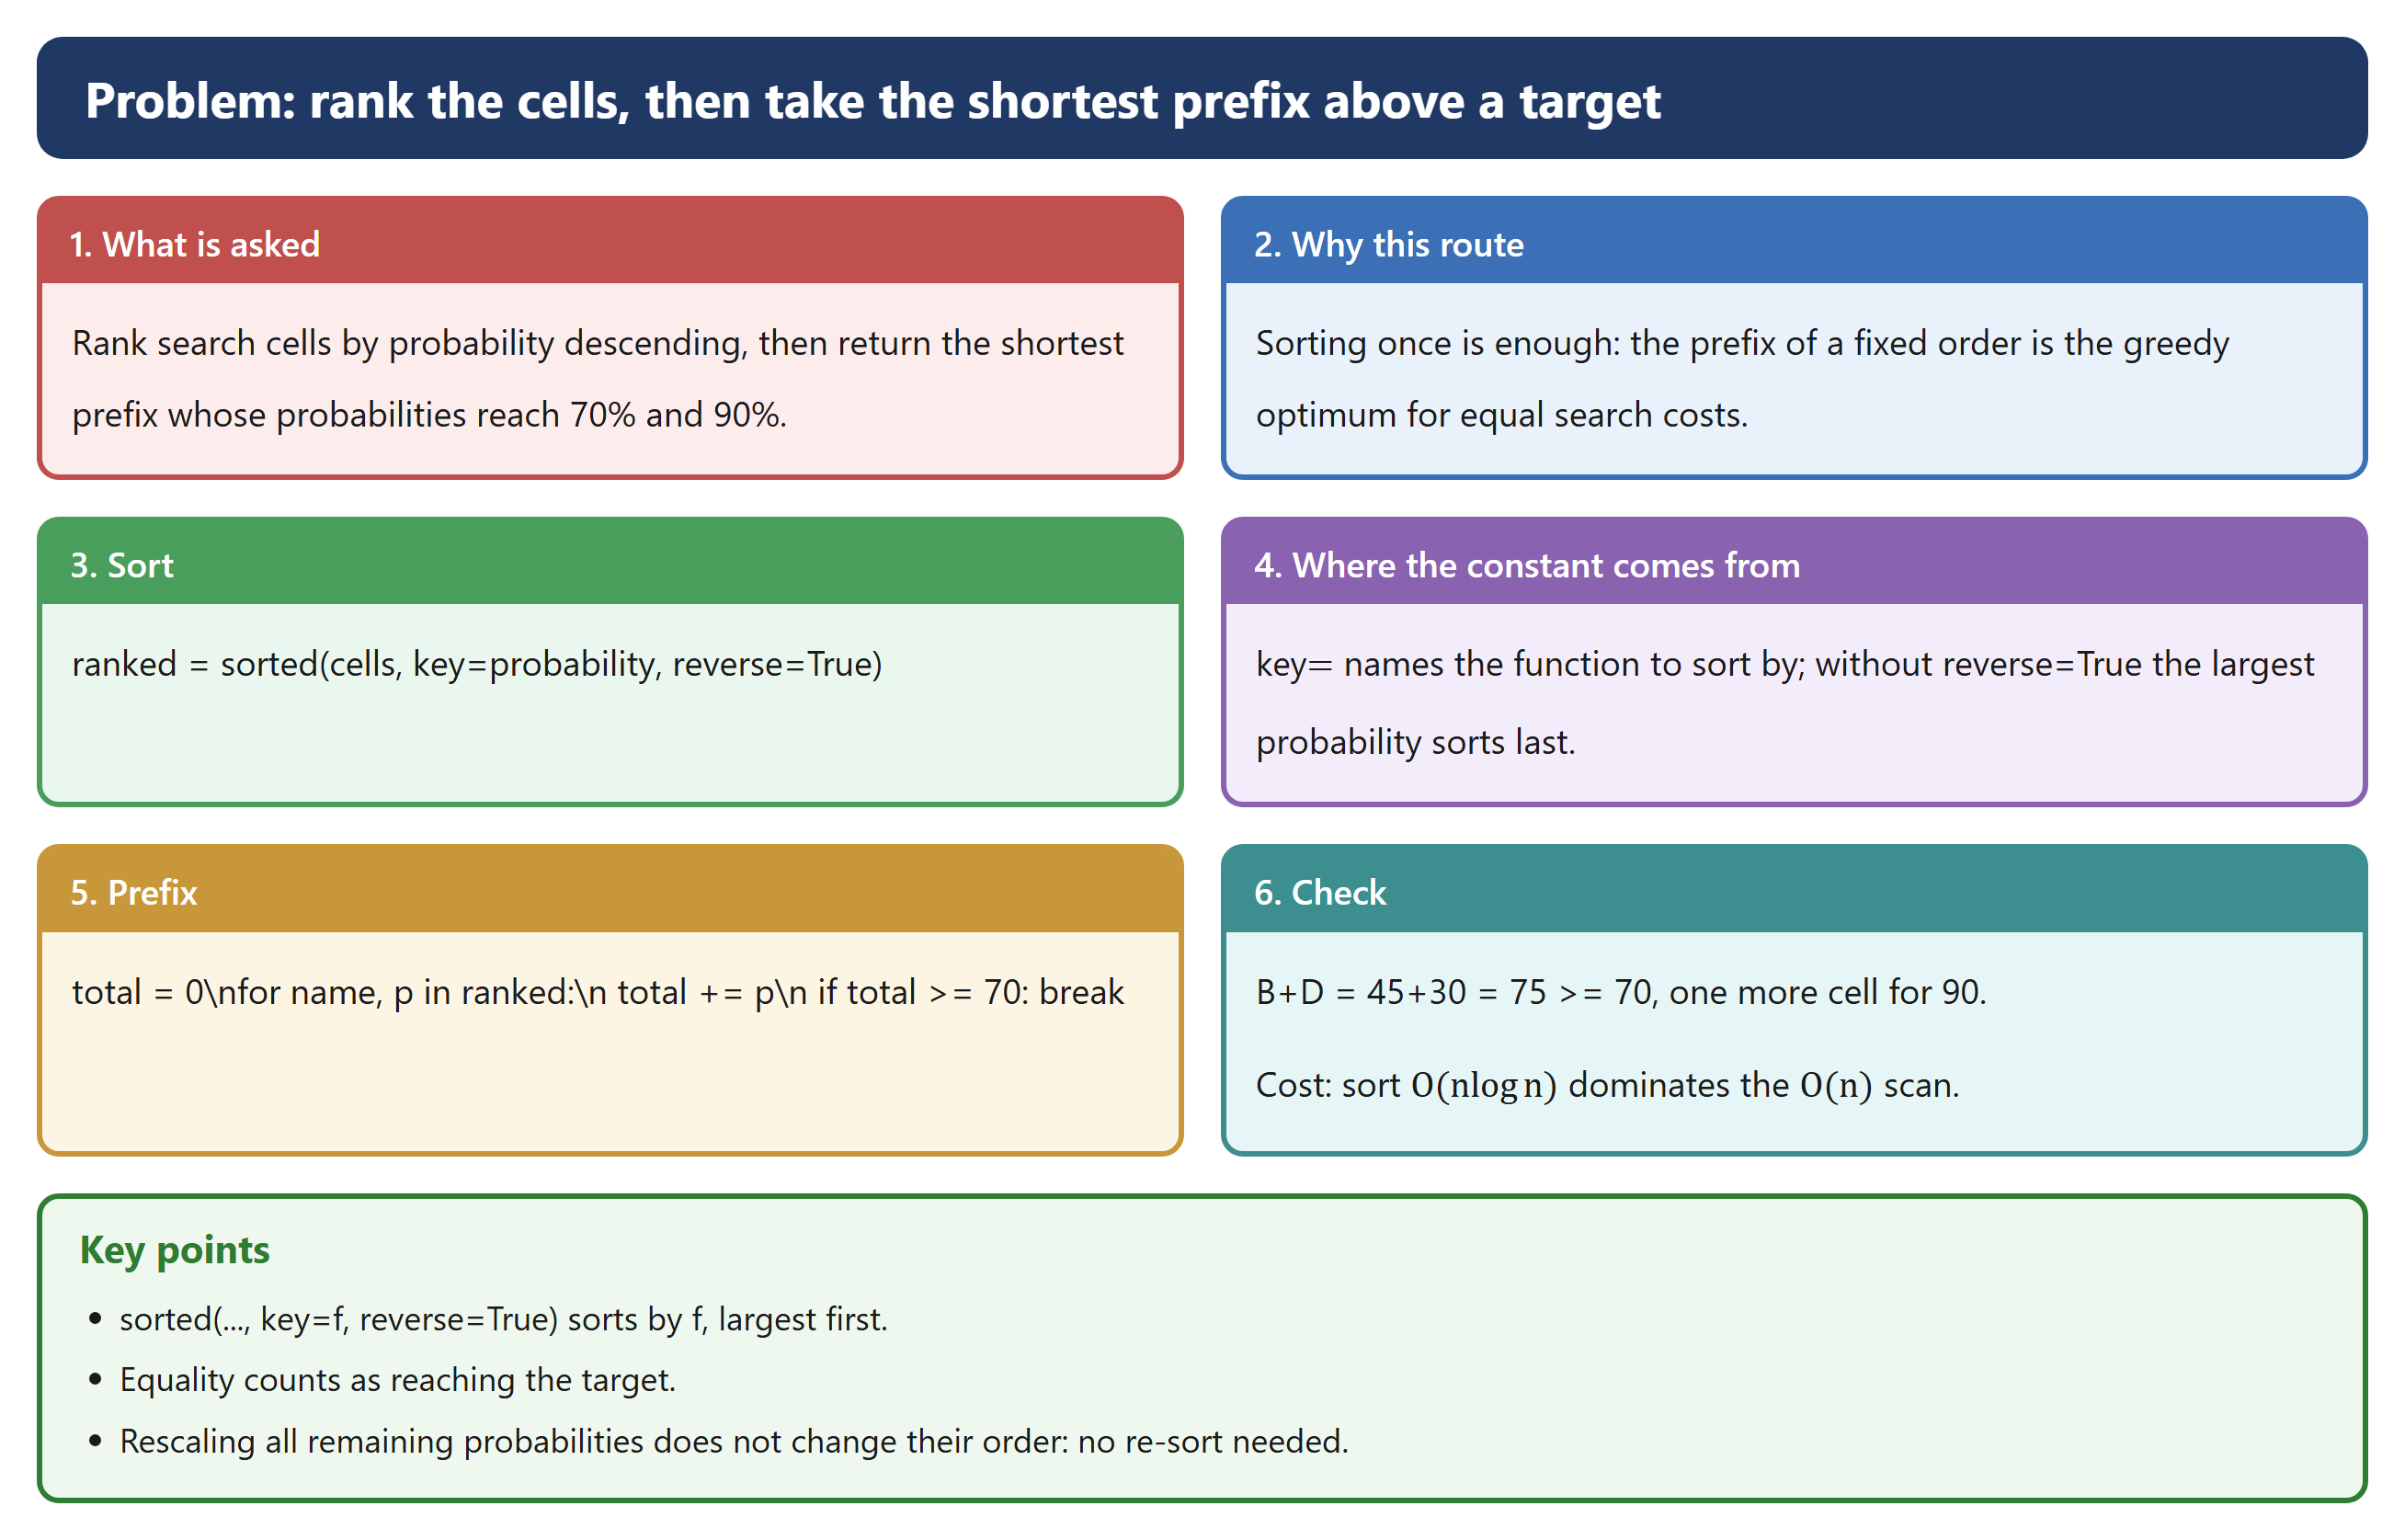 Problem: rank the cells, then take the shortest prefix above a target
1. What is asked
Rank search cells by probability descending, then return the shortest
prefix whose probabilities reach 70% and 90%.
2. Why this route
Sorting once is enough: the prefix of a fixed order is the greedy
optimum for equal search costs.
3. Sort
ranked = sorted(cells, key=probability, reverse=True)
4. Where the constant comes from
key= names the function to sort by; without reverse=True the largest
probability sorts last.
5. Prefix
total = 0\nfor name, p in ranked:\n total += p\n if total >= 70: break
6. Check
B+D = 45+30 = 75 >= 70, one more cell for 90.
Cost: sort O(nlog n) dominates the O(n) scan.
Key points
• sorted(..., key=f, reverse=True) sorts by f, largest first.
• Equality counts as reaching the target.
• Rescaling all remaining probabilities does not change their order: no re-sort needed.